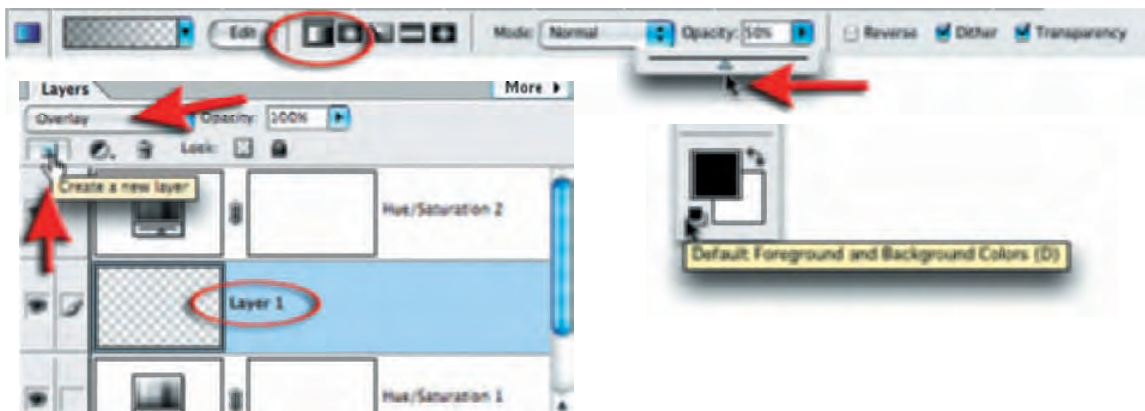 Edit Mode: Normal Opacity: 50% Reverse Dither Transparency
Layers More
Overlay Opacity: 100%
Lock:
Create a new layer
Hue/Saturation 2
Layer 1
Hue/Saturation 1
Default Foreground and Background Colors (D)